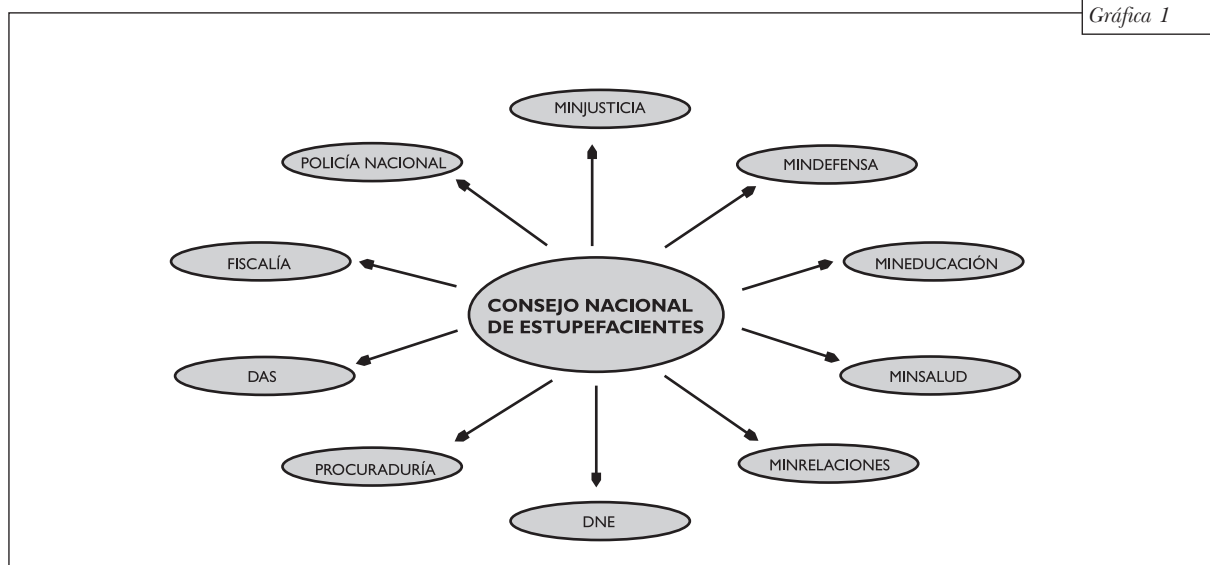 Gráfica 1
MINJUSTICIA
POLICÍA NACIONAL
MINDEFENSA
FISCALÍA
MINEDUCACIÓN
CONSEJO NACIONAL
DE ESTUPEFACIENTES
DAS
MINSALUD
PROCURADURÍA
MINRELACIONES
DNE